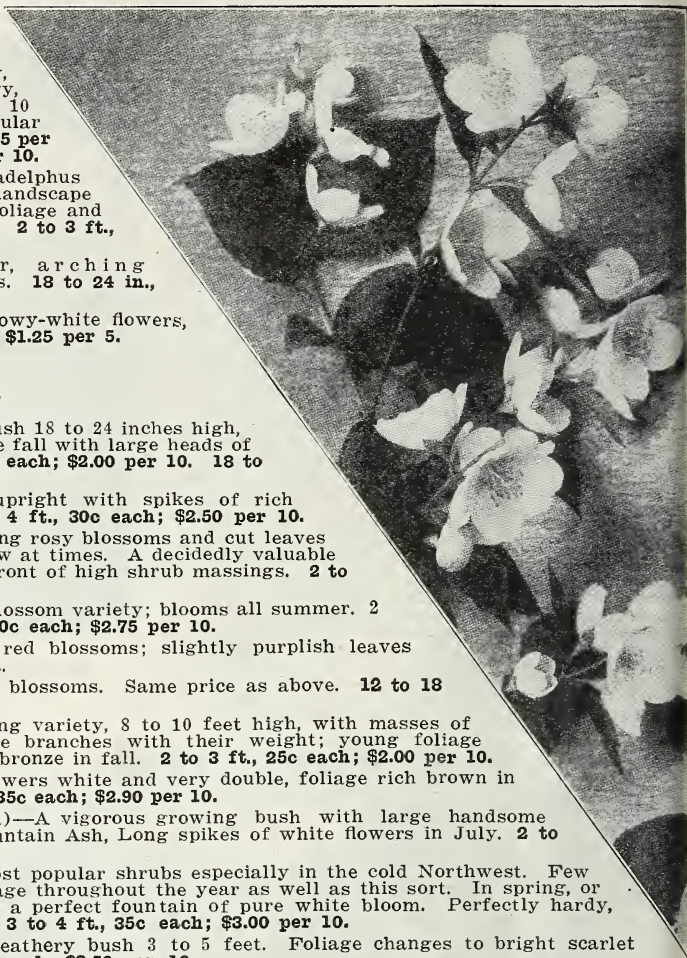 10
ular
5 per
r 10.
adelphus
andscape
oliage and
2 to 3 ft.,
r, arching
s. 18 to 24 in.,
owy-white flowers,
$1.25 per 5.
ush 18 to 24 inches high,
e fall with large heads of
each; $2.00 per 10. 18 to
upright with spikes of rich
4 ft., 30c each; $2.50 per 10.
ng rosy blossoms and cut leaves
w at times. A decidedly valuable
ront of high shrub massings. 2 to
lossom variety; blooms all summer. 2
0c each; $2.75 per 10.
red blossoms; slightly purplish leaves
blossoms. Same price as above. 12 to 18
ng variety, 8 to 10 feet high, with masses of
e branches with their weight; young foliage
bronze in fall. 2 to 3 ft., 25c each; $2.00 per 10.
wers white and very double, foliage rich brown in
35c each; $2.90 per 10.
)—A vigorous growing bush with large handsome
untain Ash, Long spikes of white flowers in July. 2 to
ost popular shrubs especially in the cold Northwest. Few
age throughout the year as well as this sort. In spring, or
a perfect fountain of pure white bloom. Perfectly hardy,
3 to 4 ft., 35c each; $3.00 per 10.
eathery bush 3 to 5 feet. Foliage changes to bright scarlet